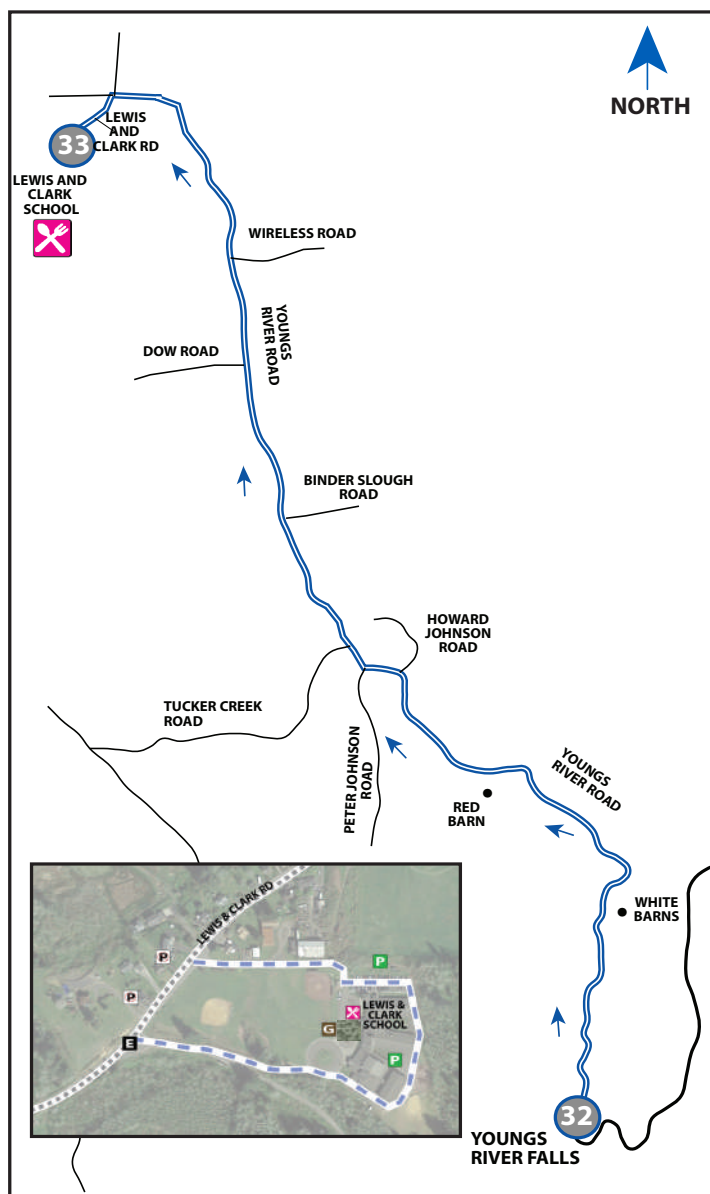 NORTH
LEWIS
AND
CLARK RD
33
LEWIS AND
CLARK
SCHOOL
WIRELESS ROAD
YOUNGS
RIVER ROAD
DOW ROAD
BINDER SLOUGH
ROAD
HOWARD
JOHNSON
ROAD
TUCKER CREEK
ROAD
PETER JOHNSON
ROAD
YOUNGS
RIVER ROAD
RED
BARN
WHITE
BARNS
LEWIS & CLARK RD
P
P
P
LEWIS &
CLARK
SCHOOL
G
E
P
32
YOUNGS
RIVER FALLS